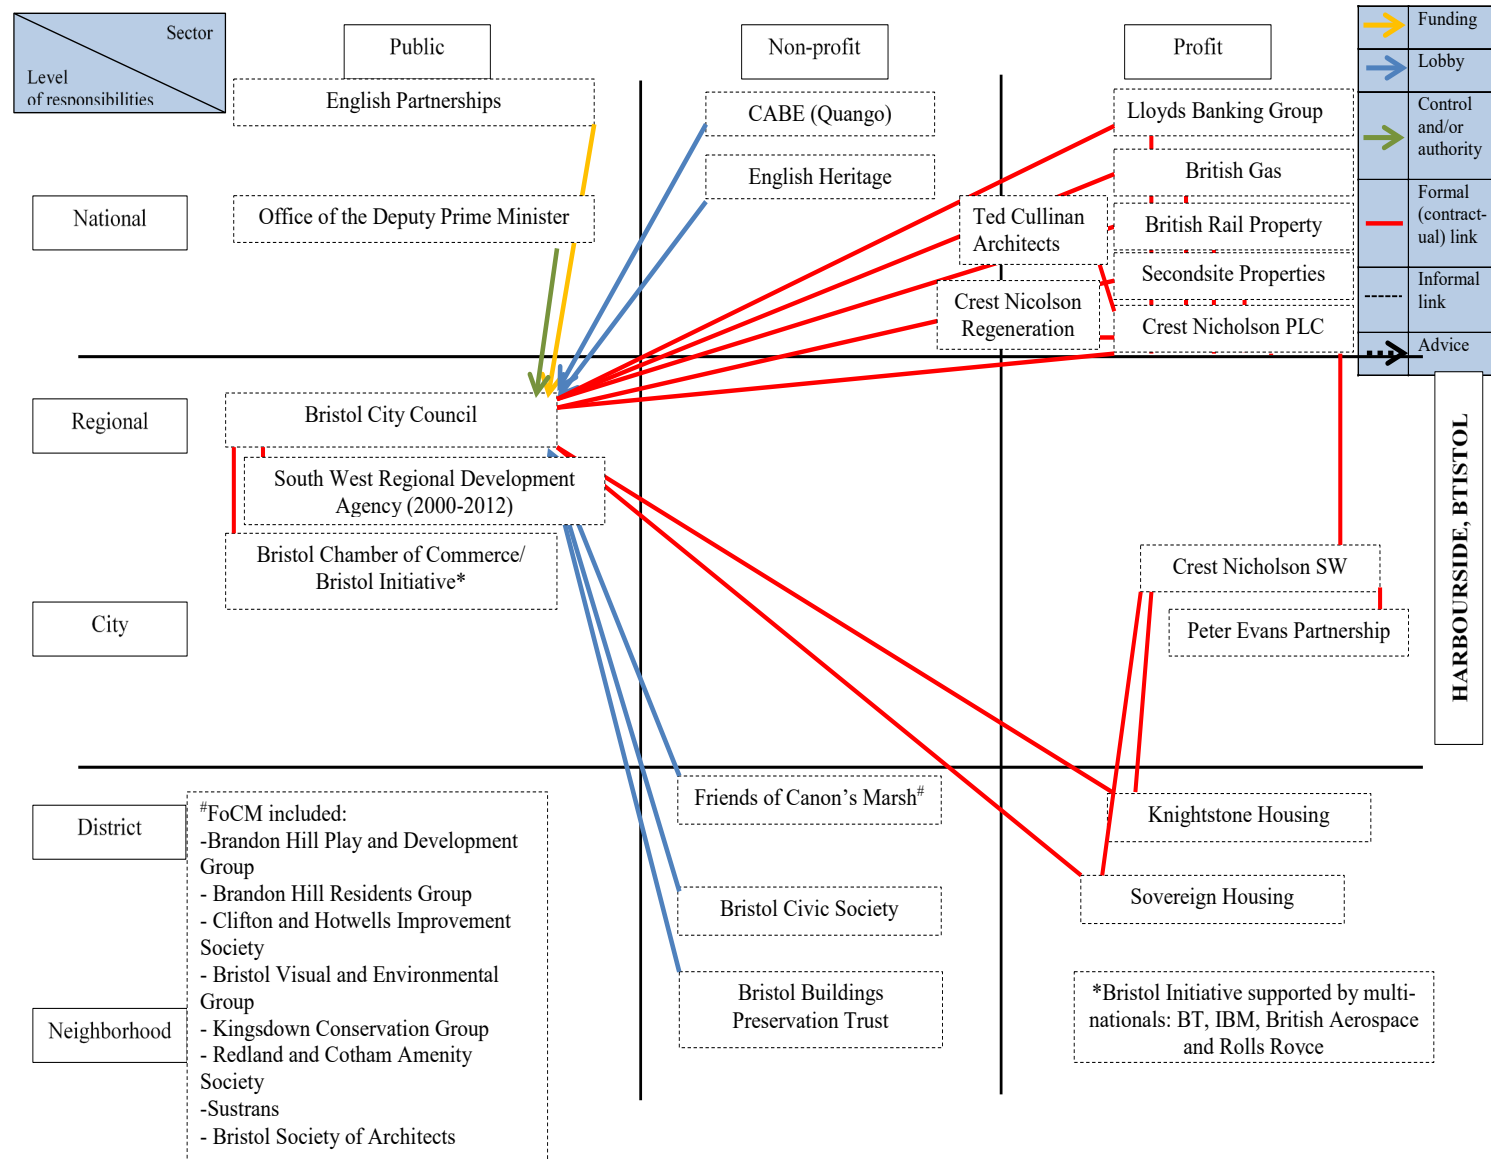 Sector
Level
of responsibilities
Public
Non-profit
Profit
Funding
Lobby
Control
and/or
authority
Formal
(contract-
ual) link
Informal
link
Advice
English Partnerships
CABE (Quango)
Lloyds Banking Group
English Heritage
British Gas
National
Office of the Deputy Prime Minister
Ted Cullinan
Architects
British Rail Property
Secondsite Properties
Crest Nicolson
Regeneration
Crest Nicholson PLC
Regional
Bristol City Council
South West Regional Development
Agency (2000-2012)
Bristol Chamber of Commerce/
Bristol Initiative*
HARBOURSIDE, BTISTOL
Crest Nicholson SW
City
Peter Evans Partnership
District
#FoCM included:
-Brandon Hill Play and Development
Group
- Brandon Hill Residents Group
- Clifton and Hotwells Improvement
Society
- Bristol Visual and Environmental
Group
- Kingsdown Conservation Group
- Redland and Cotham Amenity
Society
-Sustrans
- Bristol Society of Architects
Friends of Canon’s Marsh#
Knightstone Housing
Bristol Civic Society
Sovereign Housing
Neighborhood
Bristol Buildings
Preservation Trust
*Bristol Initiative supported by multi-
nationals: BT, IBM, British Aerospace
and Rolls Royce